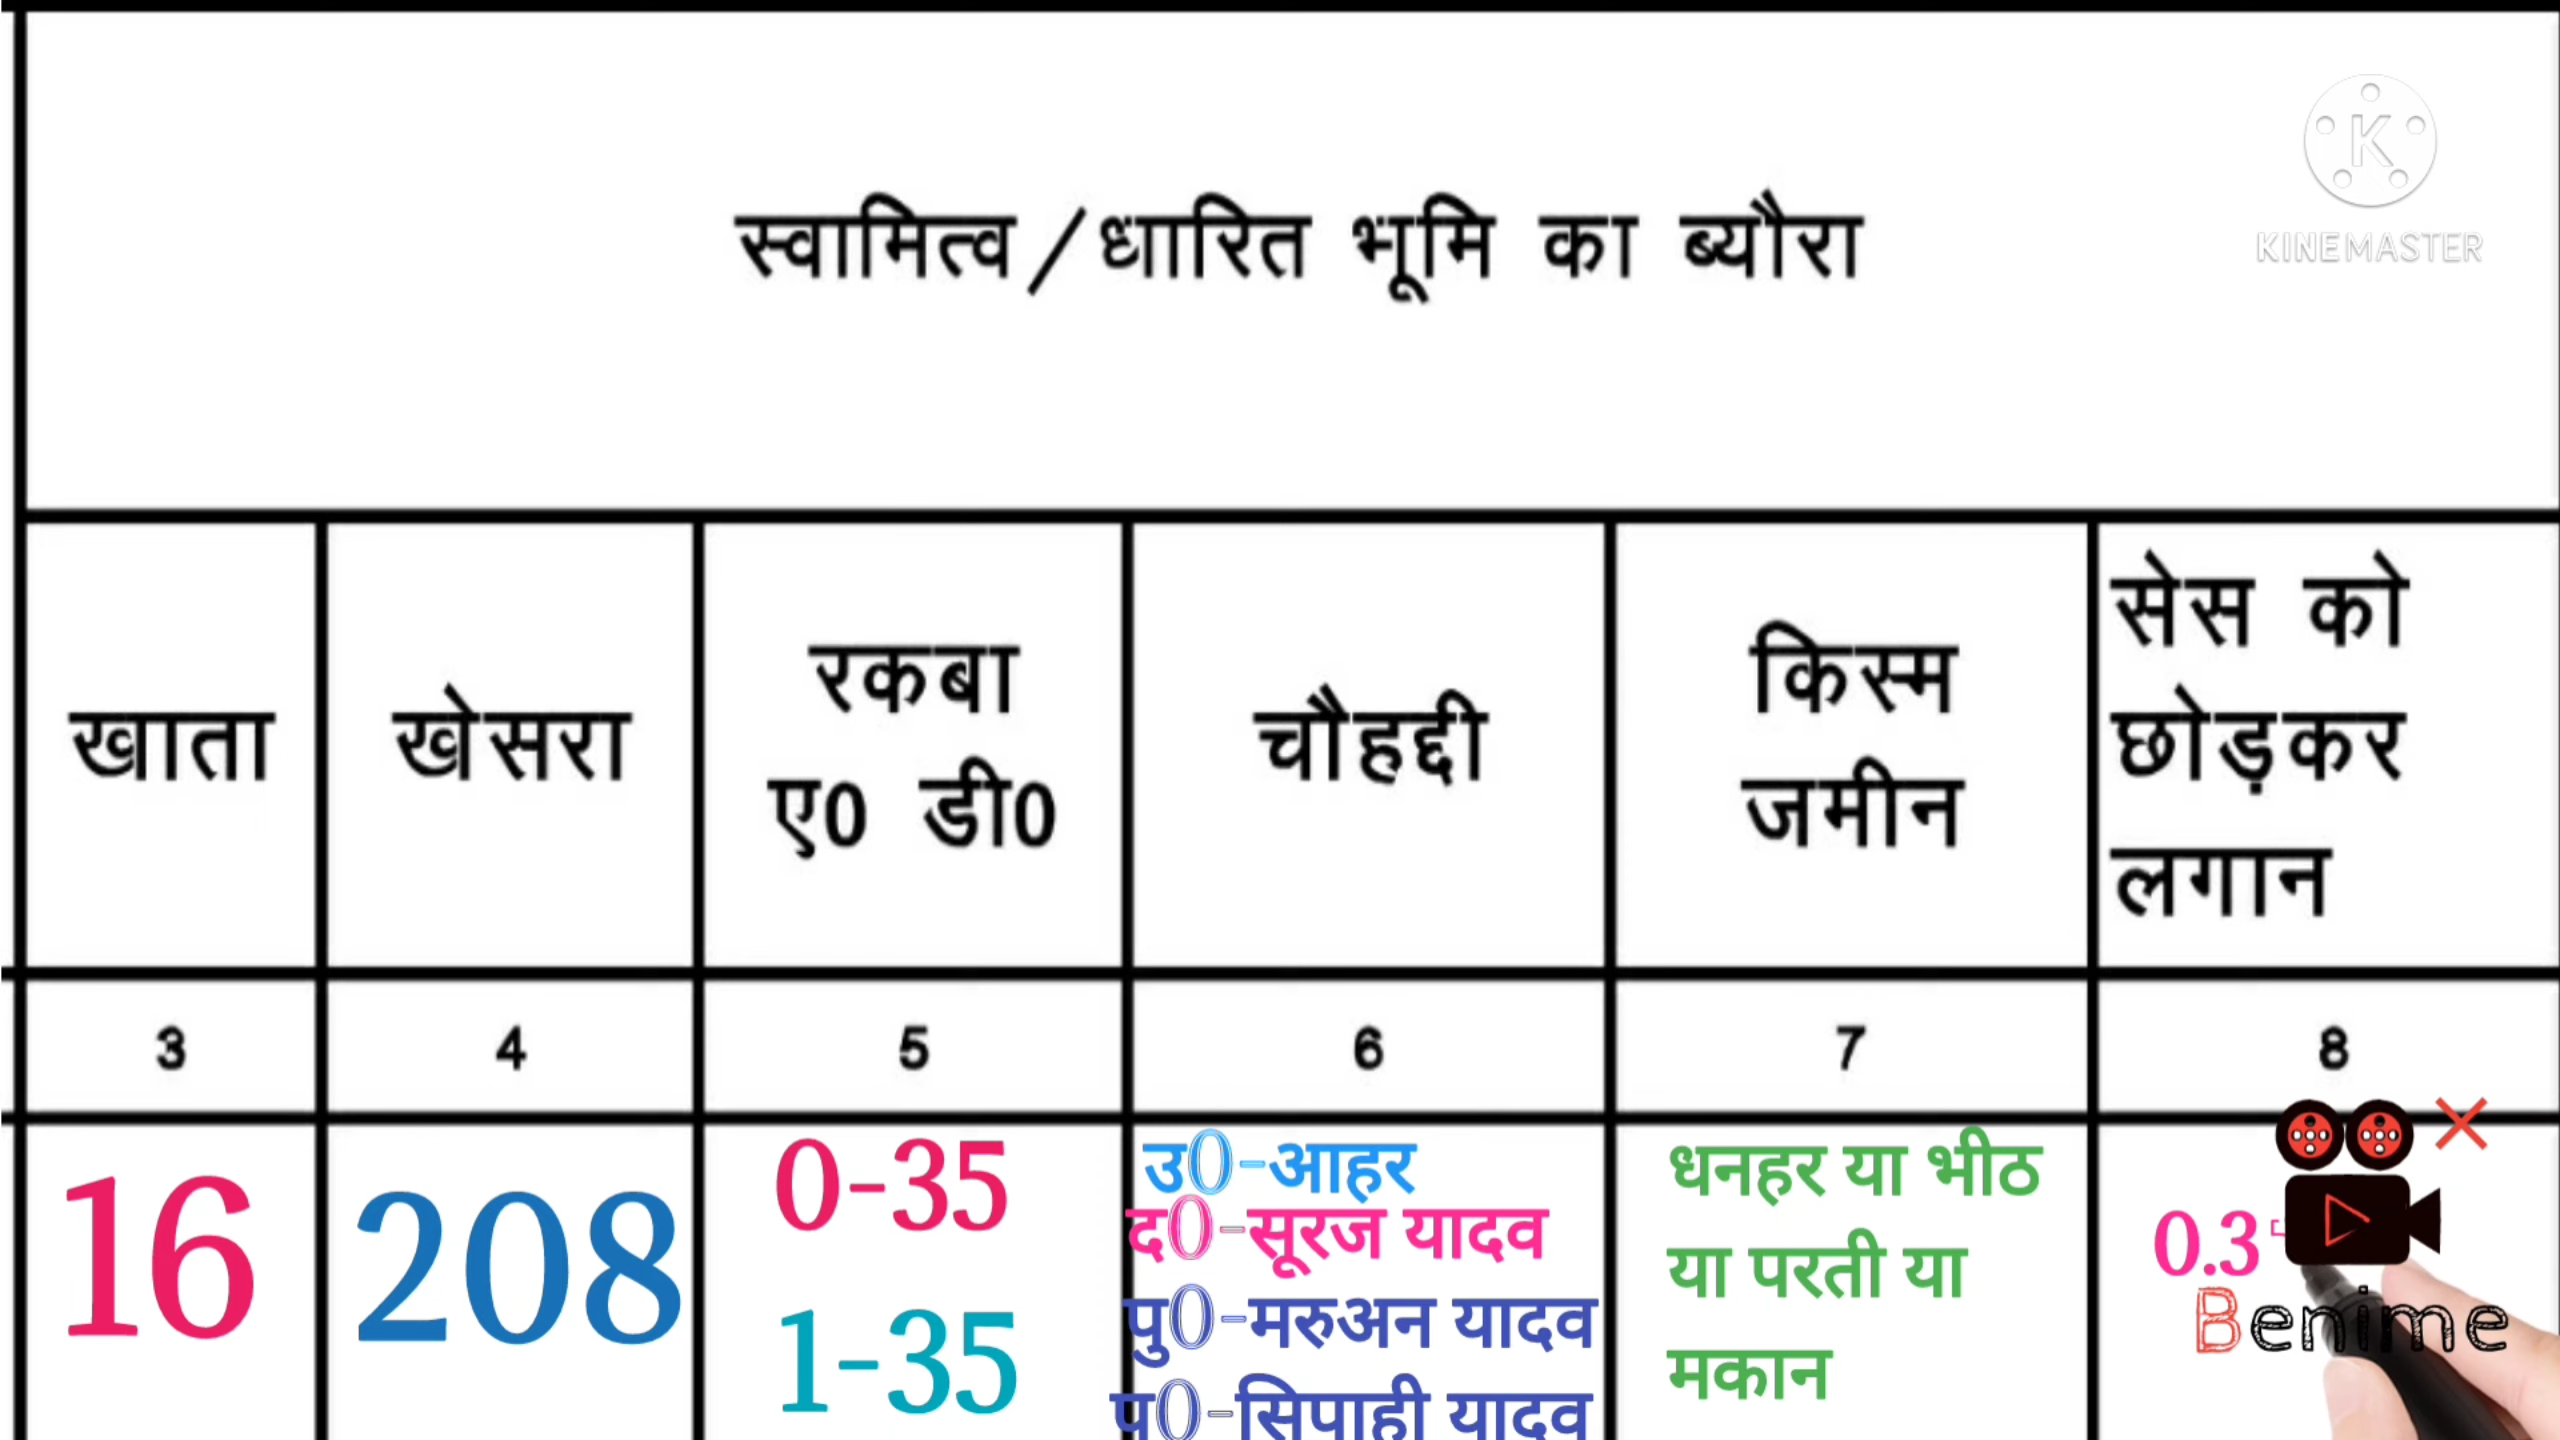 स्वामित्व/धारित भूमि का ब्यौरा
KINEMASTER
खाता
खेसरा
रकबा
ए0 डी0
चौहद्दी
किस्म
जमीन
सेस को
छोड़कर
लगान
3
4
5
6
7
8
16
208
0-35
1-35
उ0-आहर
द0-सूरज यादव
पु0-मरुअन यादव
प0-सिपाही यादव
धनहर या भीठ
या परती या
मकान
0.3
Benime